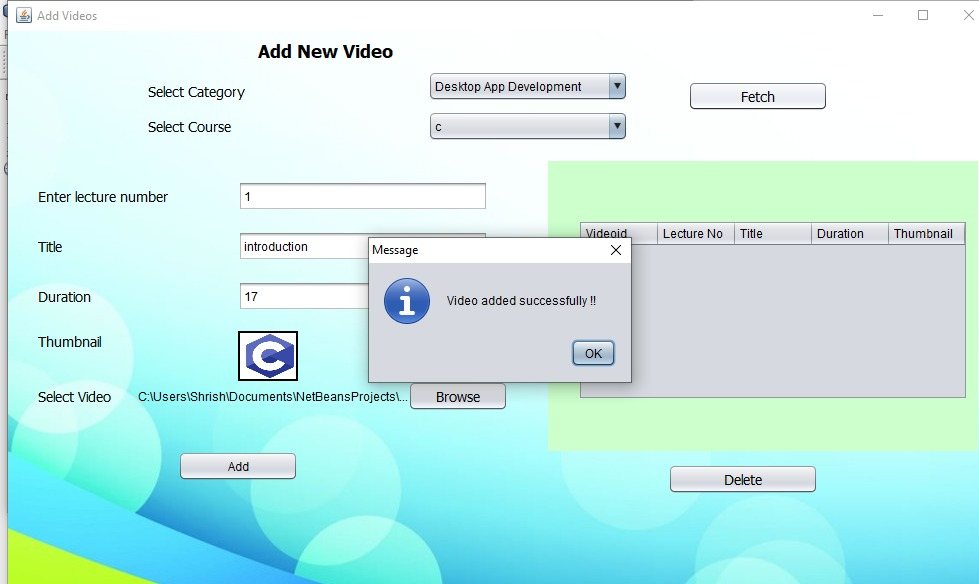 Add Videos
Add New Video
Select Category
Desktop App Development
Fetch
Select Course
c
Enter lecture number
1
Title
introduction
Duration
17
Thumbnail
C
Select Video
C:\Users\Shrish\Documents\NetBeansProjects\...
Browse
Add
Videoid
Lecture No
Title
Duration
Thumbnail
Delete
Message
Video added successfully !!
OK